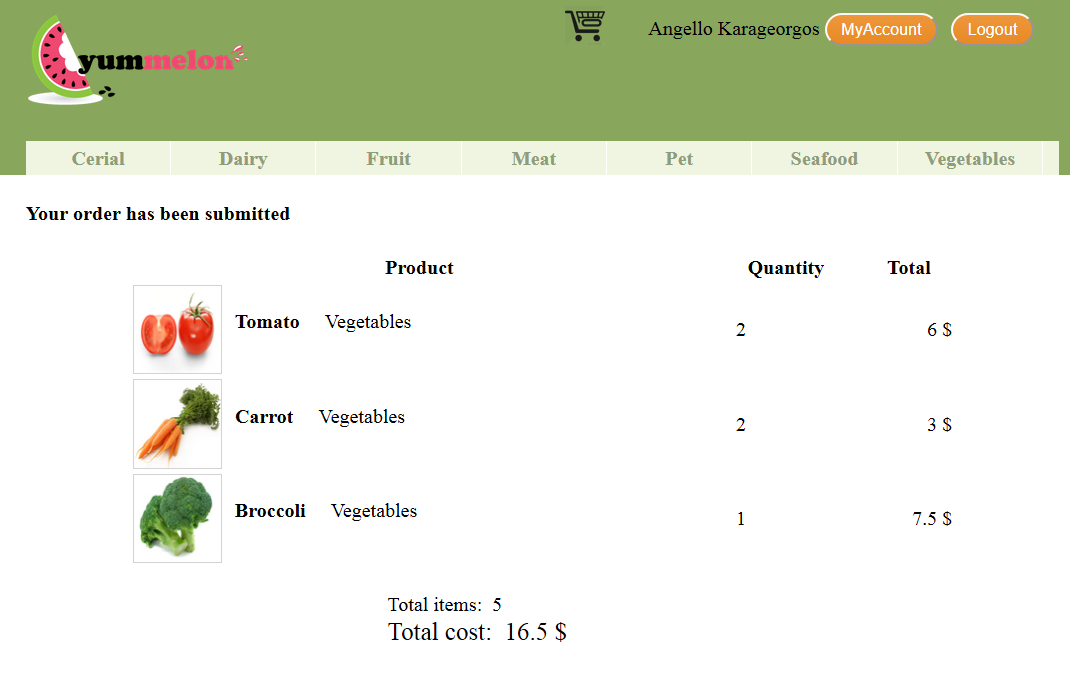 yummelon
Angello Karageorgos MyAccount Logout
Cerial Dairy Fruit Meat Pet Seafood Vegetables
Your order has been submitted
Product Quantity Total
Tomato Vegetables 2 6 $
Carrot Vegetables 2 3 $
Broccoli Vegetables 1 7.5 $
Total items: 5
Total cost: 16.5 $